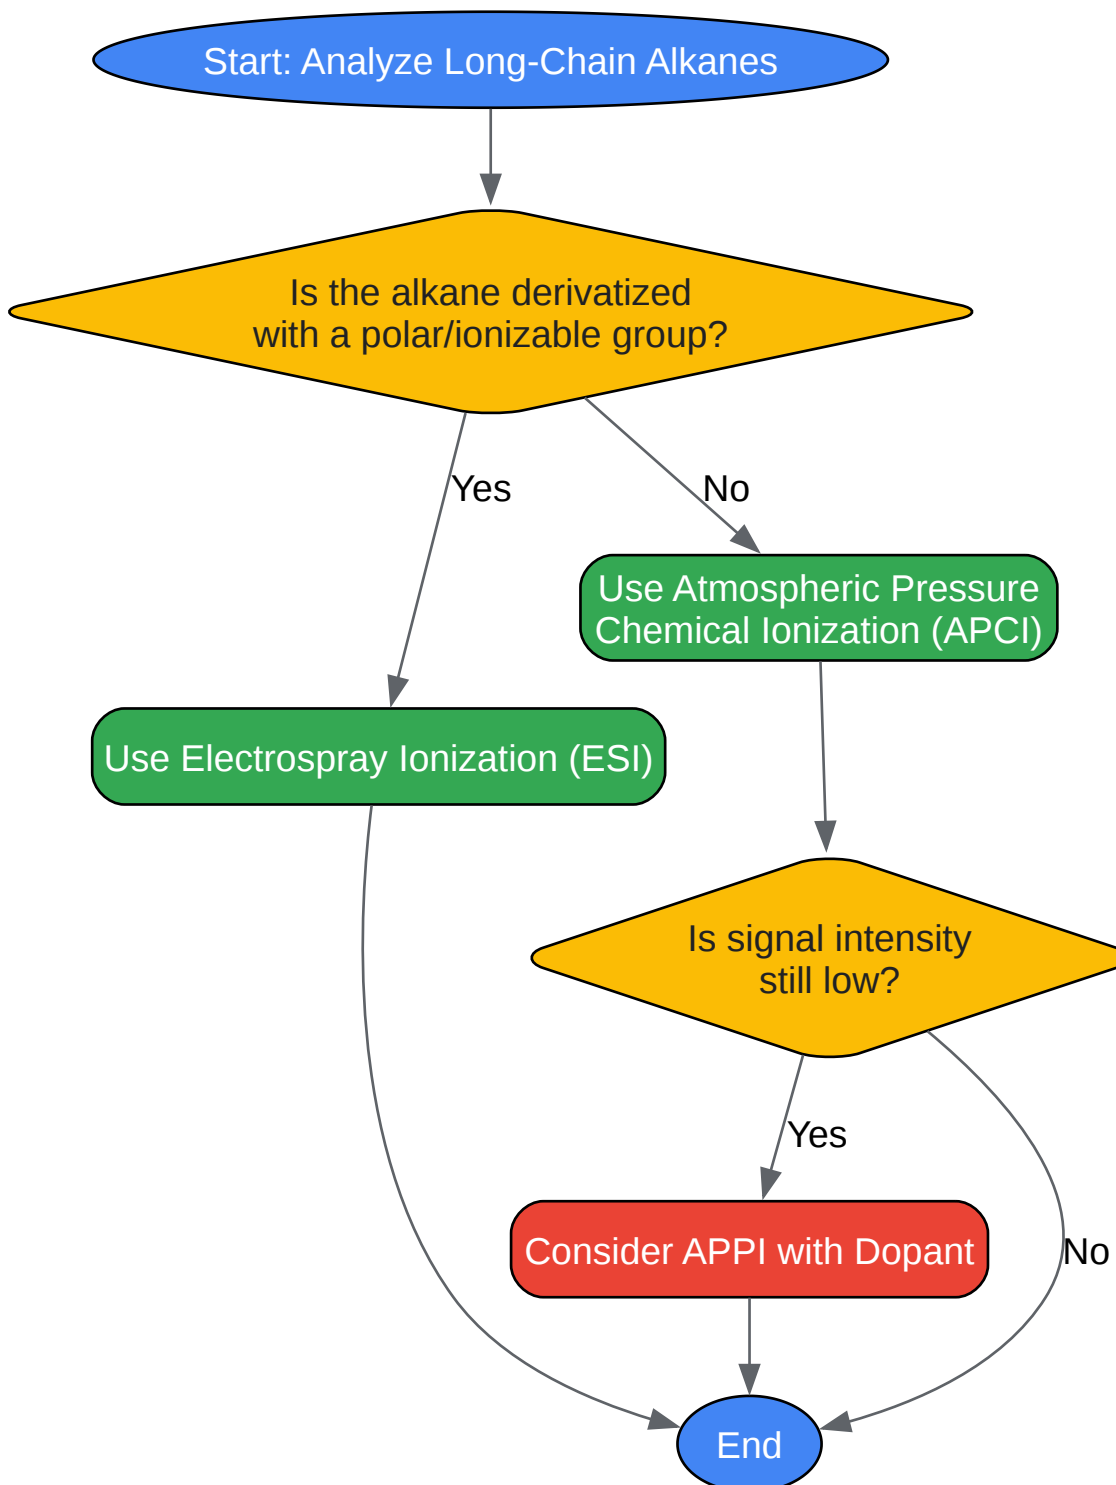 Start: Analyze Long-Chain Alkanes
Is the alkane derivatized
with a polar/ionizable group?
Yes
No
Use Atmospheric Pressure
Chemical Ionization (APCI)
Use Electrospray Ionization (ESI)
Is signal intensity
still low?
Yes
Consider APPI with Dopant
No
End